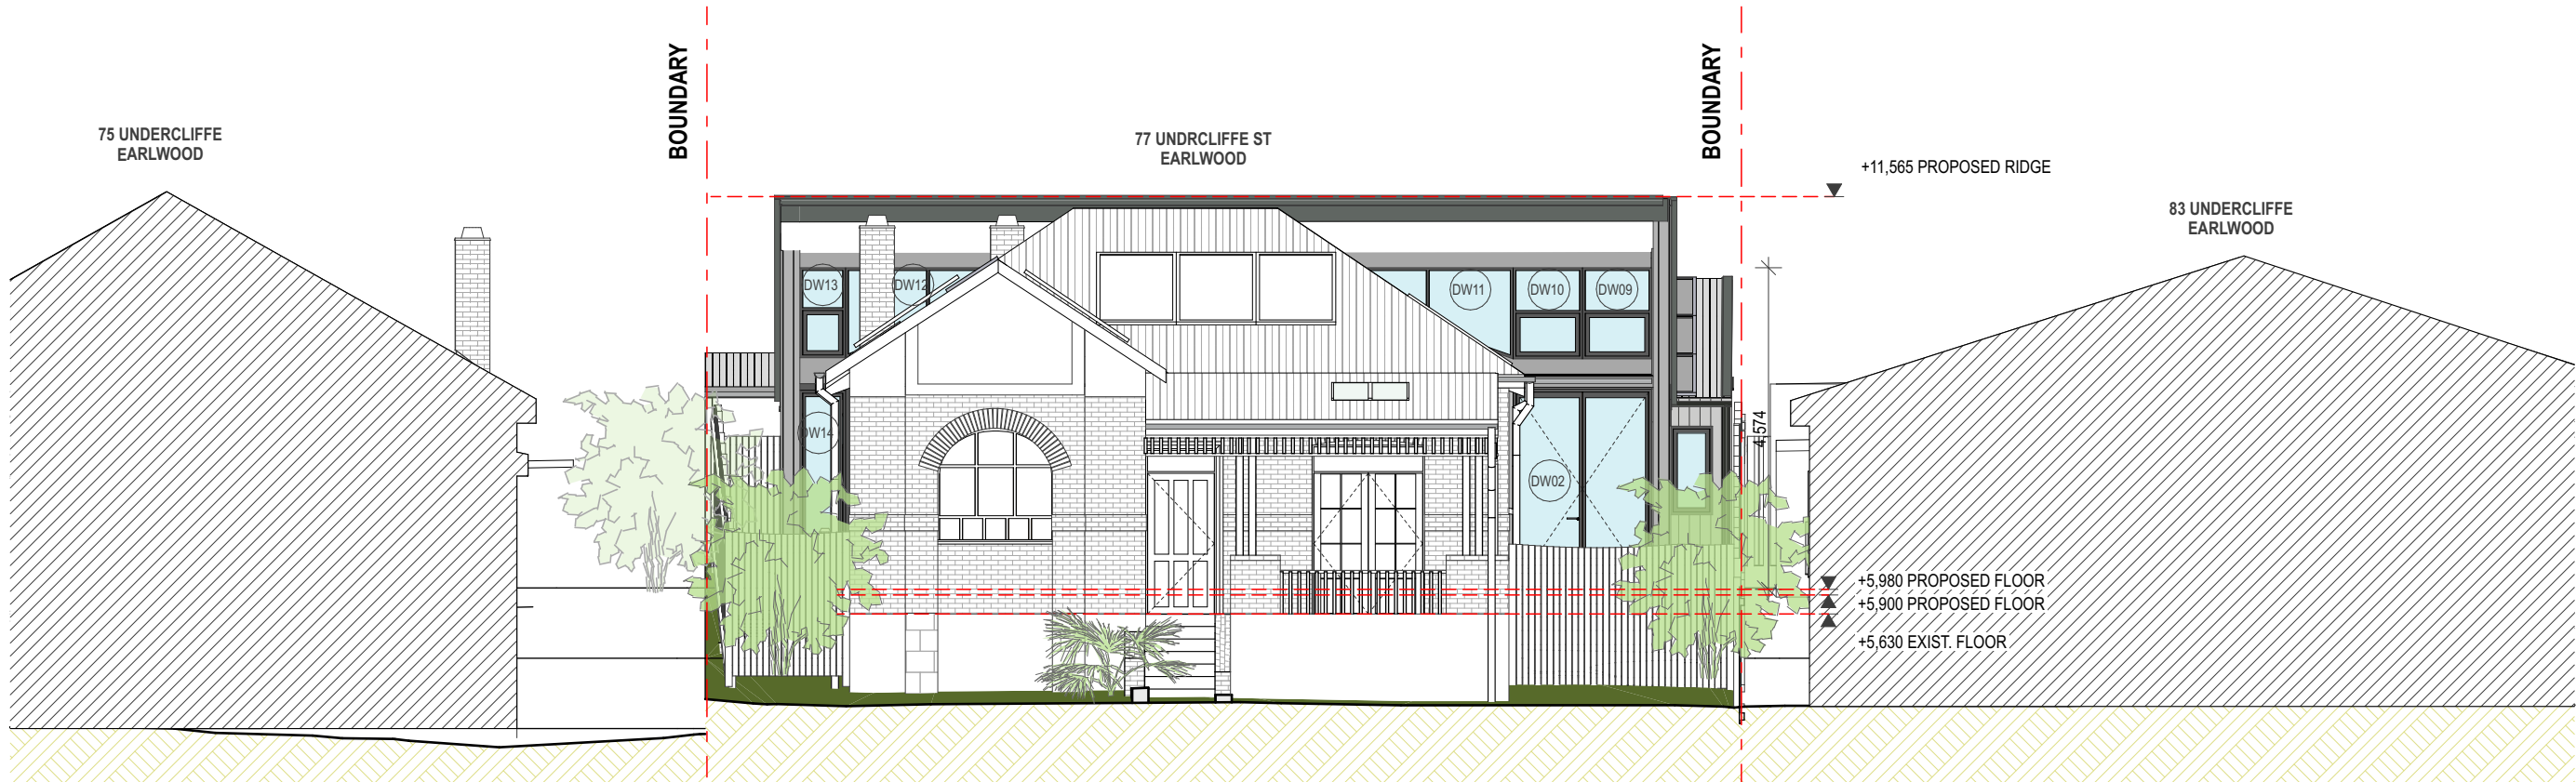 BOUNDARY
BOUNDARY
75 UNDERCLIFFE
EARLWOOD
77 UNDRCLIFFE ST
EARLWOOD
+11,565 PROPOSED RIDGE
83 UNDERCLIFFE
EARLWOOD
DW13
DW12
DW11
DW10
DW09
DW14
4,574
DW02
+5,980 PROPOSED FLOOR
+5,900 PROPOSED FLOOR
+5,630 EXIST. FLOOR